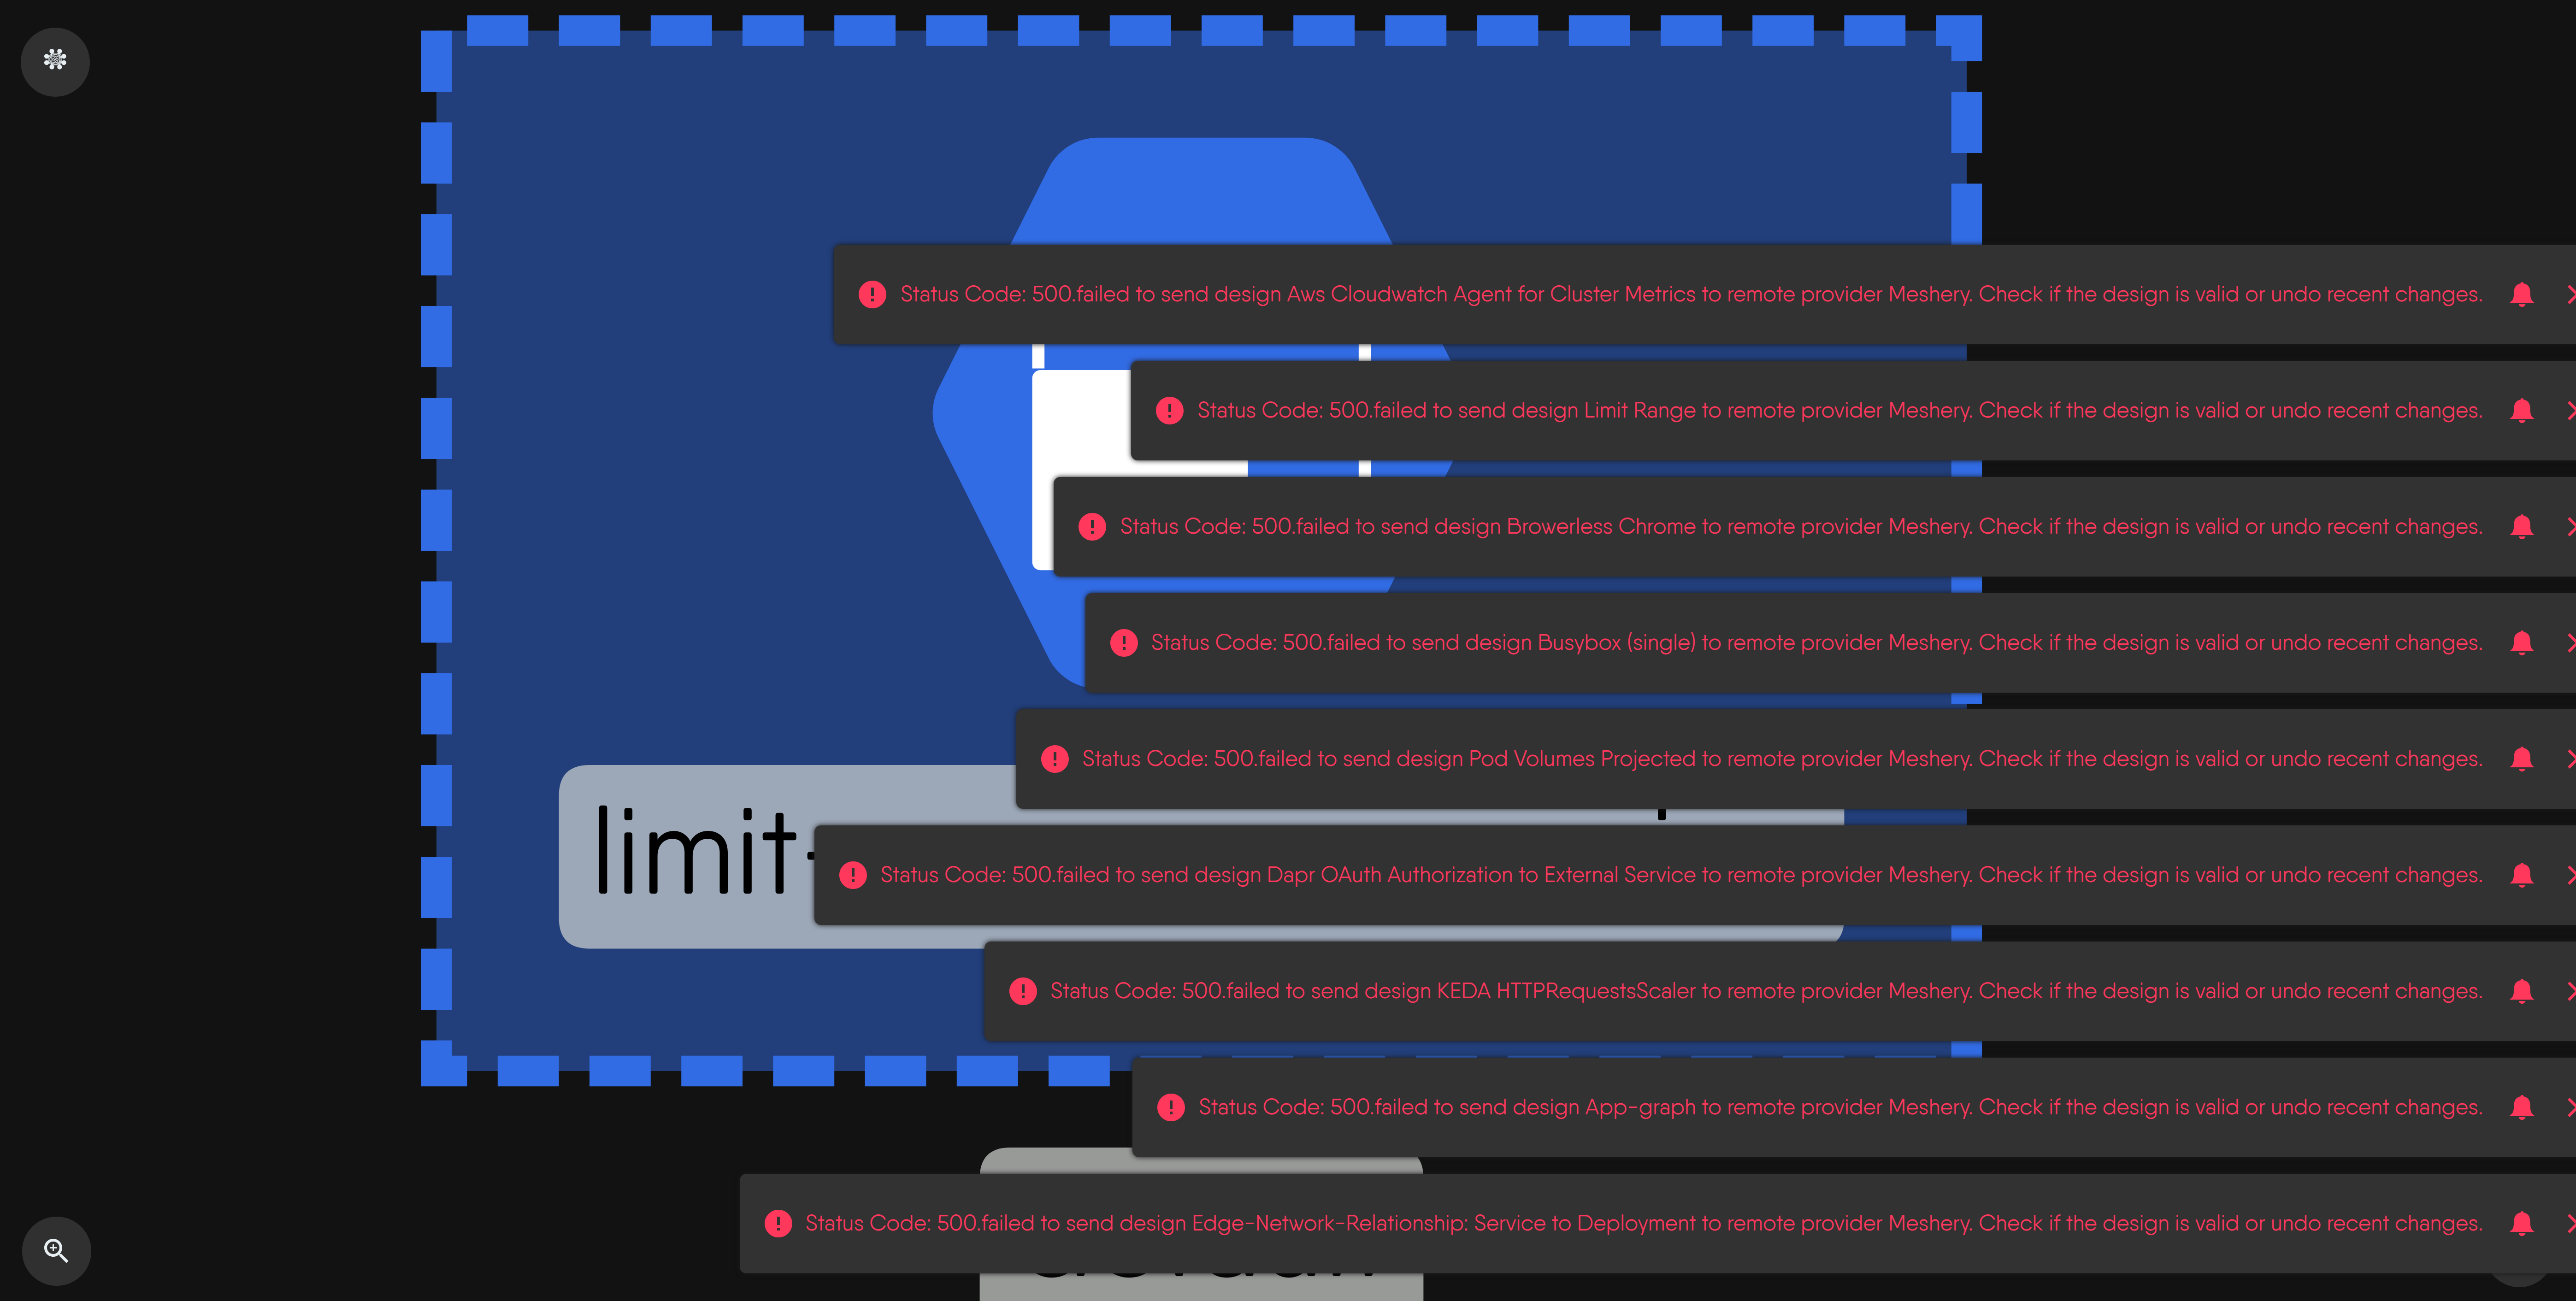 Status Code: 500.failed to send design Aws Cloudwatch Agent for Cluster Metrics to remote provider Meshery. Check if the design is valid or undo recent changes.
Status Code: 500.failed to send design Limit Range to remote provider Meshery. Check if the design is valid or undo recent changes.
Status Code: 500.failed to send design Browerless Chrome to remote provider Meshery. Check if the design is valid or undo recent changes.
Status Code: 500.failed to send design Busybox (single) to remote provider Meshery. Check if the design is valid or undo recent changes.
Status Code: 500.failed to send design Pod Volumes Projected to remote provider Meshery. Check if the design is valid or undo recent changes.
limit-
Status Code: 500.failed to send design Dapr OAuth Authorization to External Service to remote provider Meshery. Check if the design is valid or undo recent changes.
Status Code: 500.failed to send design KEDA HTTPRequestsScaler to remote provider Meshery. Check if the design is valid or undo recent changes.
Status Code: 500.failed to send design App-graph to remote provider Meshery. Check if the design is valid or undo recent changes.
Status Code: 500.failed to send design Edge-Network-Relationship: Service to Deployment to remote provider Meshery. Check if the design is valid or undo recent changes.